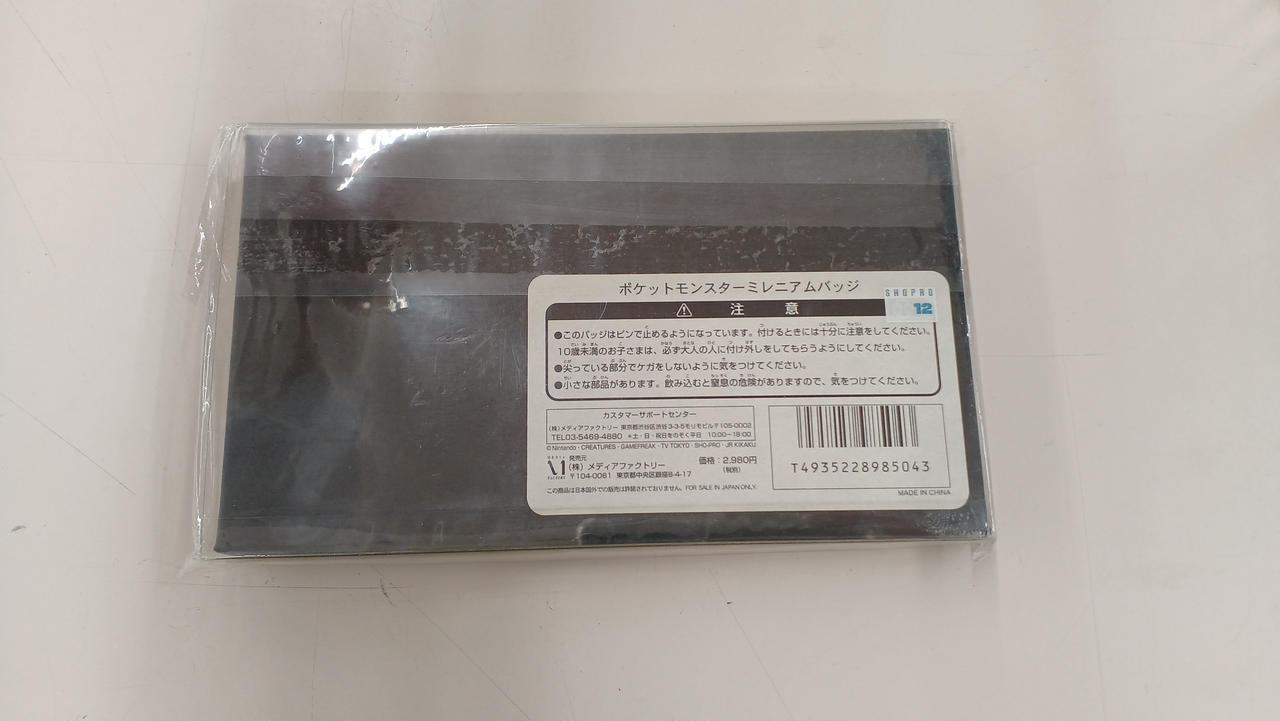 ポケットモンスターミレニアムバッジ
SHOPRO
12
⚠ 注意
●このバッジはピンで止めるようになっています。付けるときには十分に注意をしてください。
10歳未満のお子さまは、必ず大人の人に付け外しをしてもらうようにしてください。
●尖っている部分でケガをしないように気をつけてください。
●小さな部品があります。飲み込むと窒息の危険がありますので、気をつけてください。
カスタマーサポートセンター
(株)メディアファクトリー 東京都渋谷区渋谷3-3-5モリモビル〒105-0002
TEL03-5469-4880 *土・日・祝日をのぞく平日 10:00~18:00
© Nintendo・CREATURES・GAMEFREAK・TV TOKYO・SHO-PRO・JR KIKAKU
MEDIA FACTORY
発売元
(株)メディアファクトリー
〒104-0061 東京都中央区銀座8-4-17
価格:2,980円
(税別)
この商品は日本国外での販売は許諾されておりません。FOR SALE IN JAPAN ONLY.
T4935228985043
MADE IN CHINA